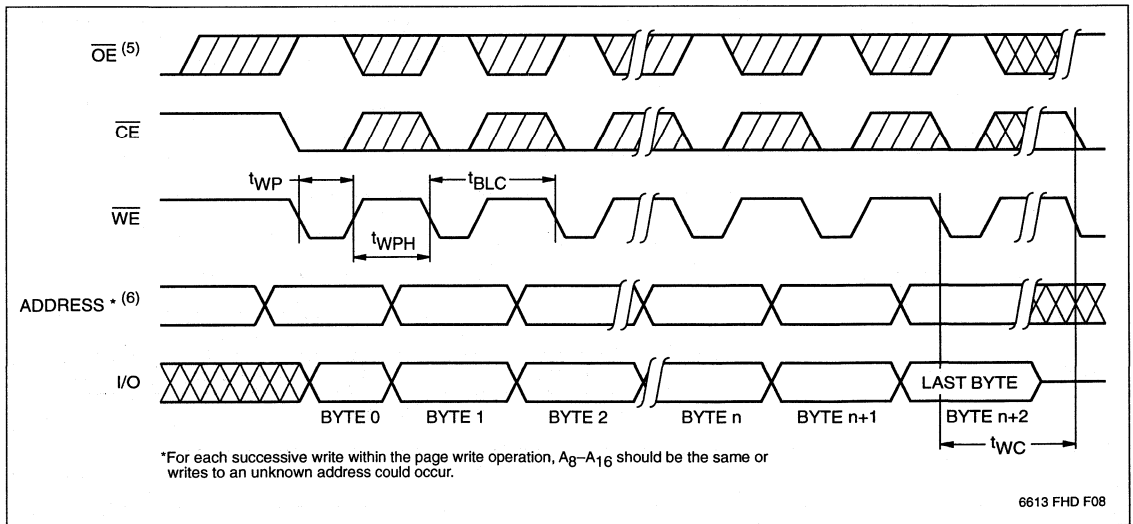 OE (5)
CE
tWP
tBLC
WE
tWPH
ADDRESS * (6)
I/O
LAST BYTE
BYTE 0 BYTE 1 BYTE 2 BYTE n BYTE n+1 BYTE n+2
tWC
*For each successive write within the page write operation, A8–A16 should be the same or
writes to an unknown address could occur.
6613 FHD F08